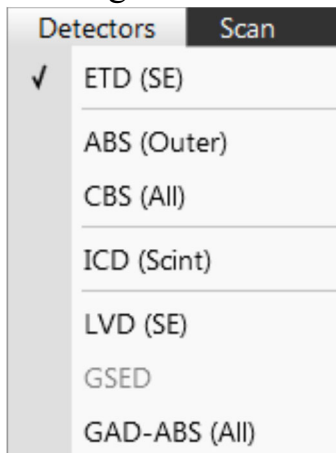 Detectors Scan
✓ ETD (SE)
ABS (Outer)
CBS (All)
ICD (Scint)
LVD (SE)
GSED
GAD-ABS (All)